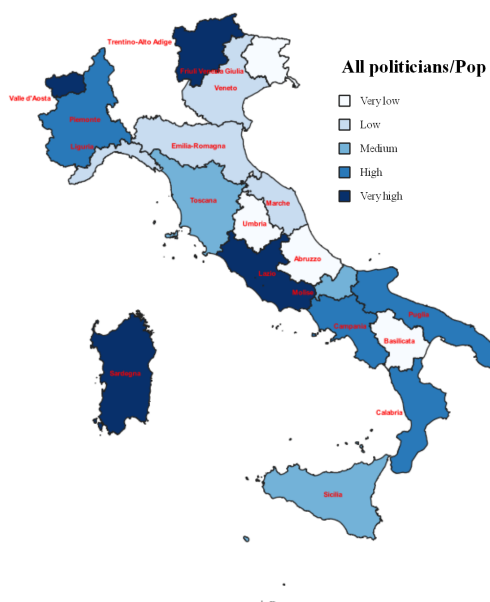 Trentino-Alto Adige
All politicians/Pop
Friuli Venezia Giulia
Veneto
Very low
Valle d'Aosta
Low
Piemonte
Liguria
Emilia-Romagna
Medium
High
Toscana
Marche
Very high
Umbria
Abruzzo
Lazio
Molise
Puglia
Campania
Basilicata
Sardegna
Calabria
Sicilia